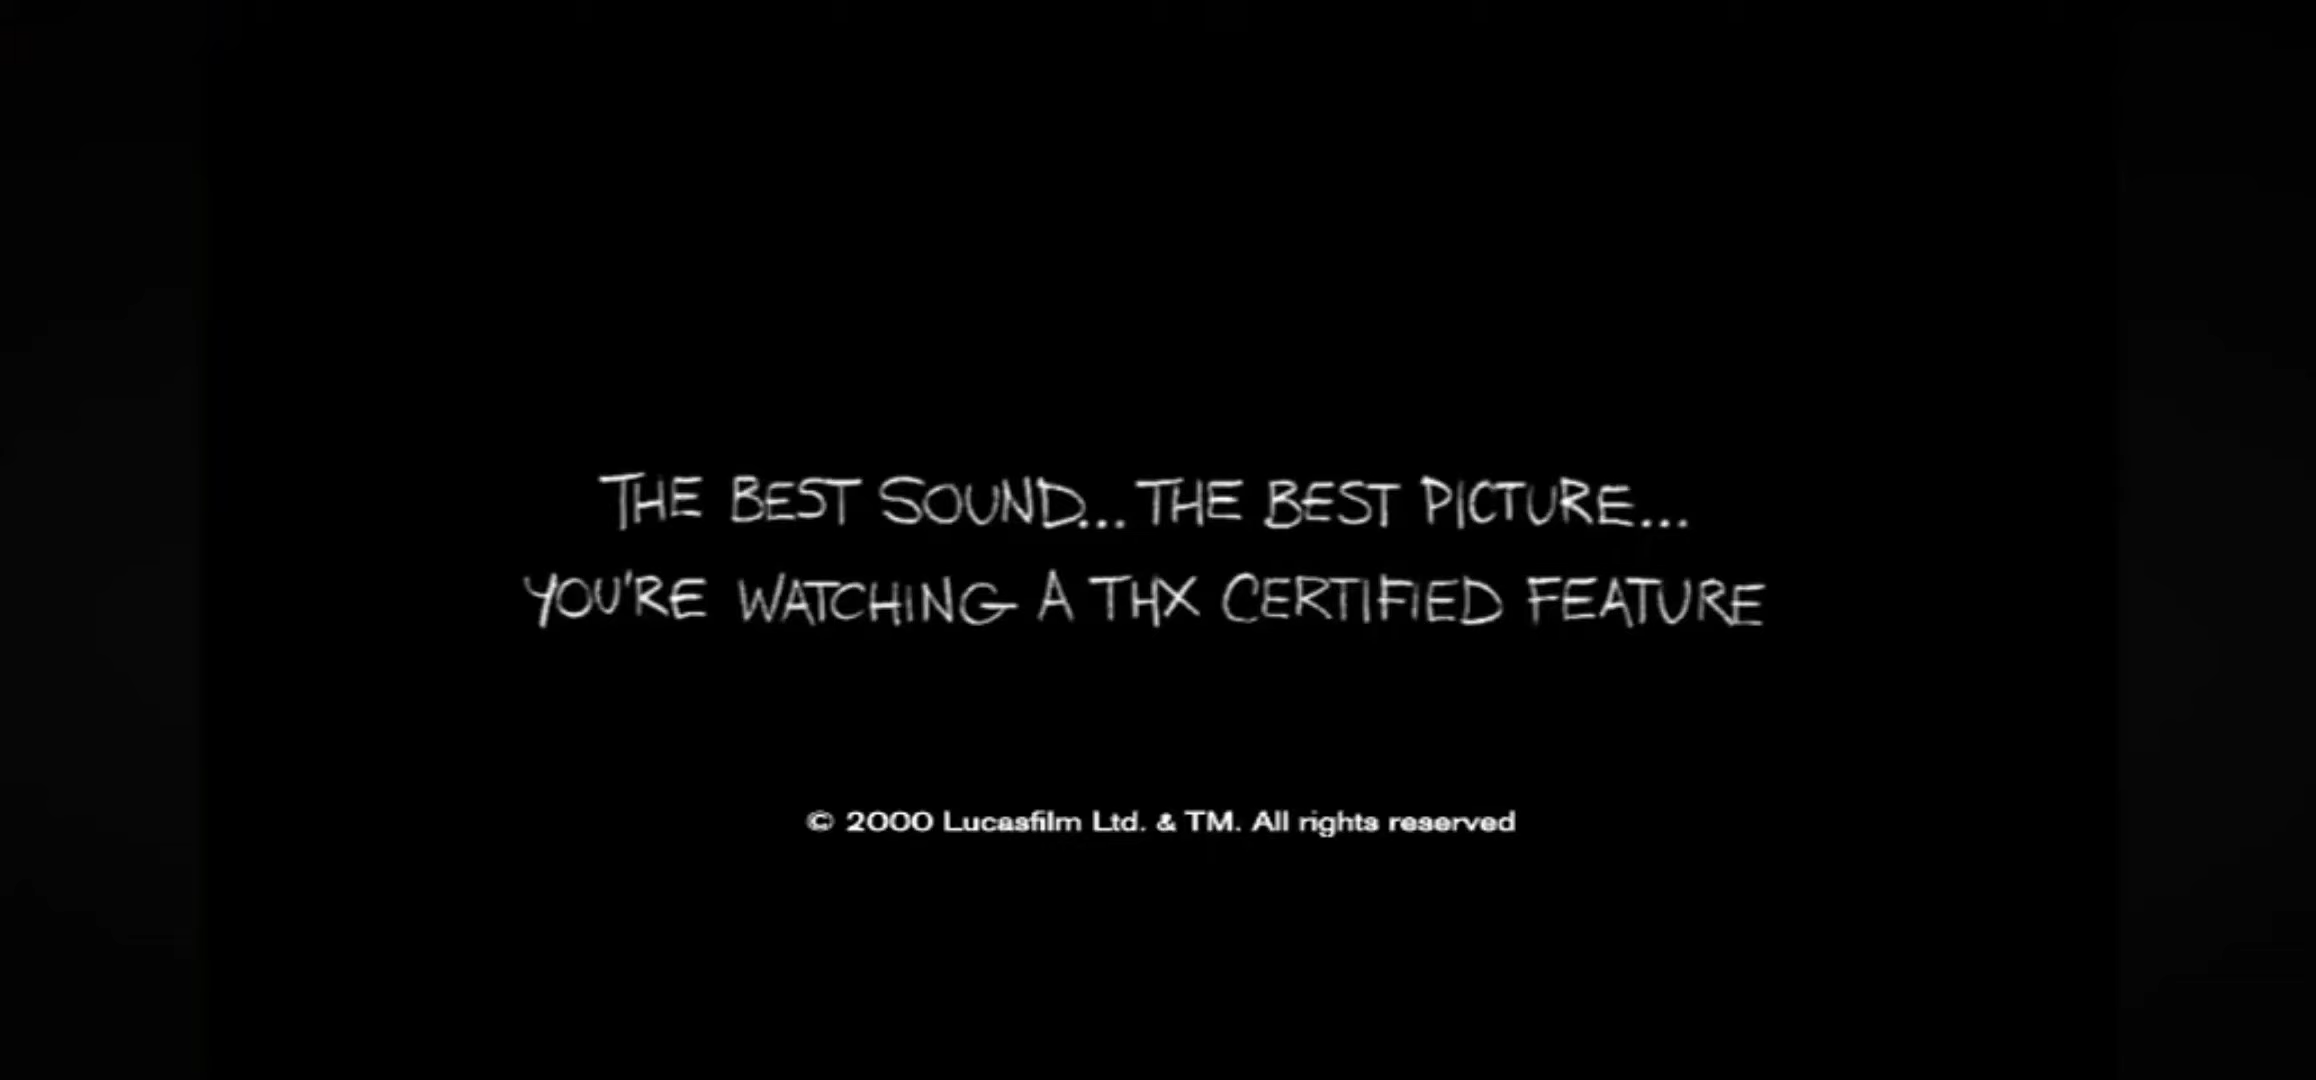 THE BEST SOUND... THE BEST PICTURE...
YOU'RE WATCHING A THX CERTIFIED FEATURE
© 2000 Lucasfilm Ltd. & TM. All rights reserved